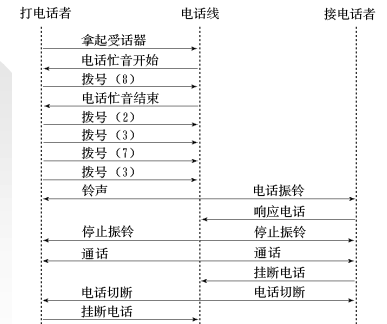 打电话者 电话线 接电话者
拿起受话器
电话忙音开始
拨号（8）
电话忙音结束
拨号（2）
拨号（3）
拨号（7）
拨号（3）
铃声 电话振铃
响应电话
停止振铃 停止振铃
通话 通话
挂断电话
电话切断 电话切断
挂断电话